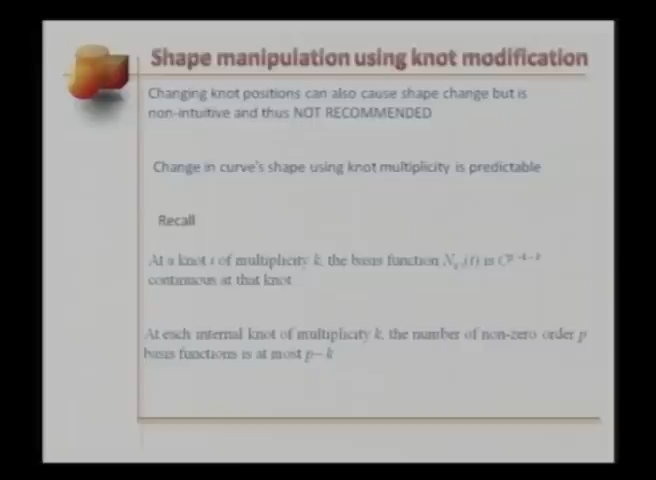 Shape manipulation using knot modification
Changing knot positions can also cause shape change but is
non-intuitive and thus NOT RECOMMENDED
Change in curve's shape using knot multiplicity is predictable
Recall
At a knot of multiplicity k, the basis function is
continuous at that knot
At each internal knot of multiplicity k, the number of non-zero order p
basis functions is at most p–k